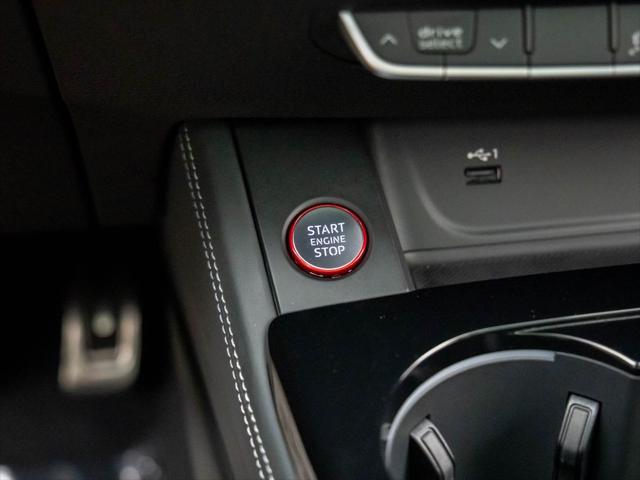 drive
select
1
START
ENGINE
STOP